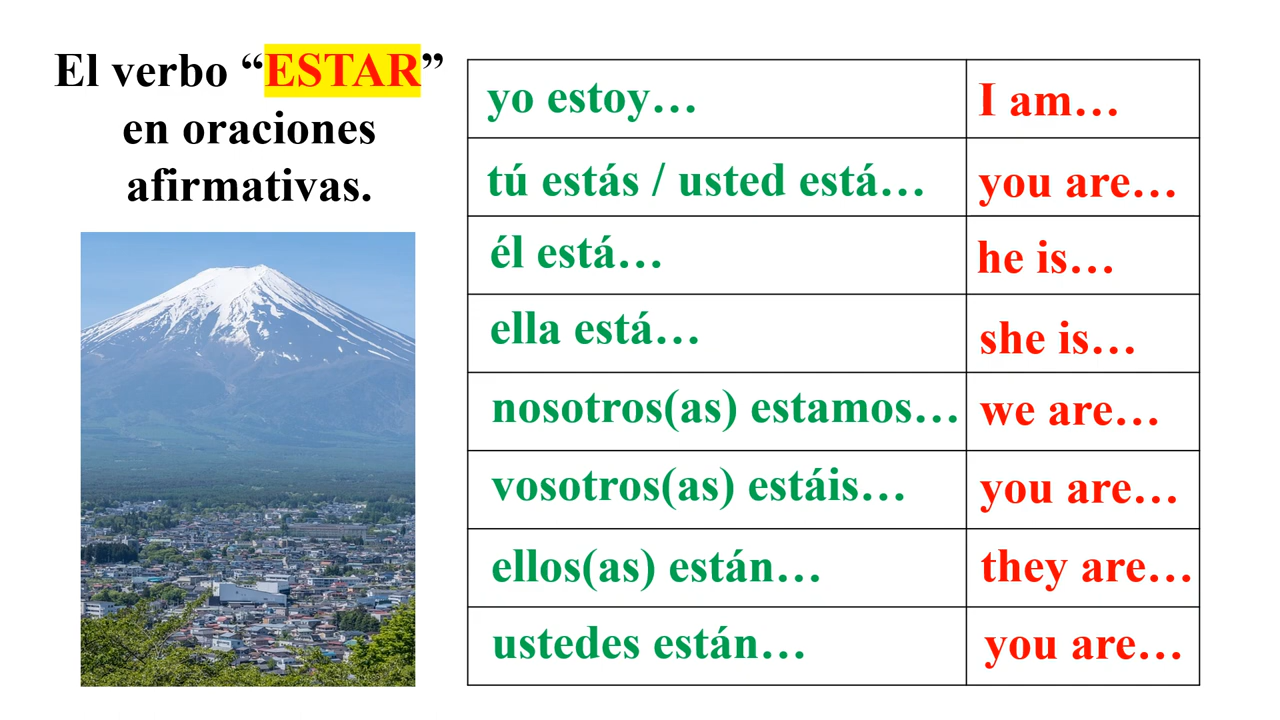 El verbo “ESTAR”
en oraciones
afirmativas.
yo estoy… I am…
tú estás / usted está… you are…
él está… he is…
ella está… she is…
nosotros(as) estamos… we are…
vosotros(as) estáis… you are…
ellos(as) están… they are…
ustedes están… you are…